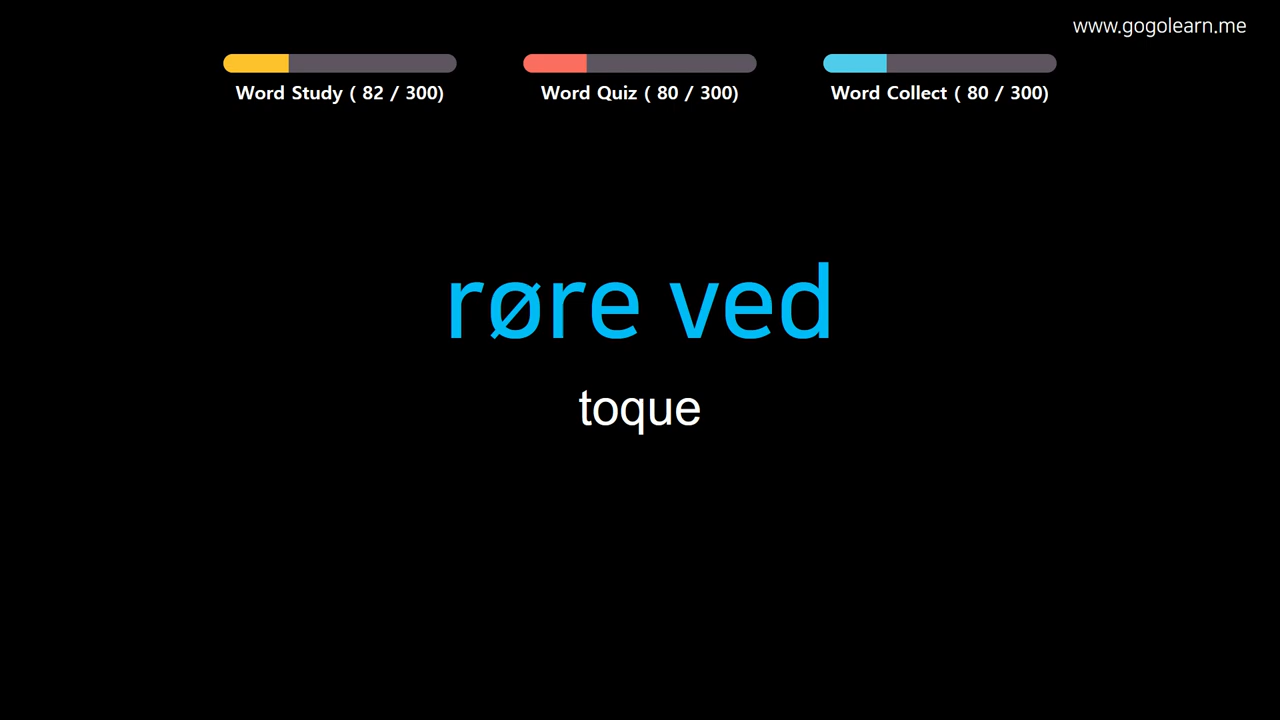 www.gogolearn.me
Word Study ( 82 / 300)
Word Quiz ( 80 / 300)
Word Collect ( 80 / 300)
røre ved
toque